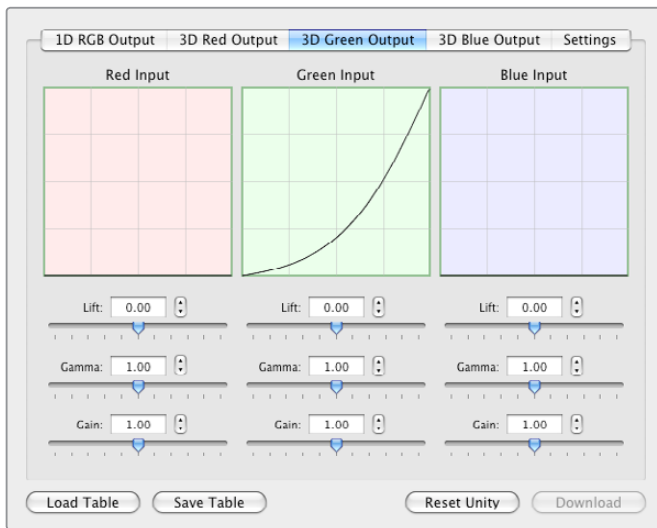 1D RGB Output 3D Red Output 3D Green Output 3D Blue Output Settings
Red Input Green Input Blue Input
Lift: 0.00 Lift: 0.00 Lift: 0.00
Gamma: 1.00 Gamma: 1.00 Gamma: 1.00
Gain: 1.00 Gain: 1.00 Gain: 1.00
Load Table Save Table Reset Unity Download